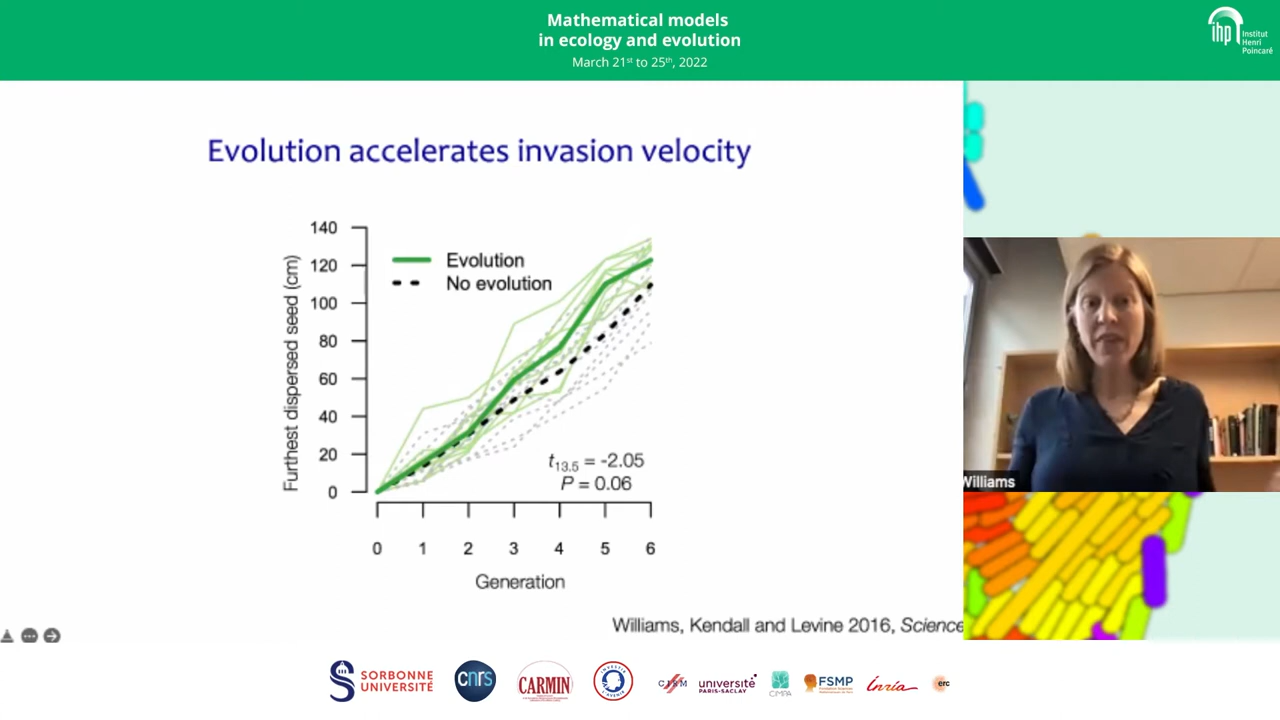 Mathematical models
in ecology and evolution
March 21st to 25th, 2022
ihp Institut
Henri
Poincaré
Evolution accelerates invasion velocity
Furthest dispersed seed (cm)
140
120
100
80
60
40
20
0
Evolution
No evolution
t13.5 = -2.05
P = 0.06
0 1 2 3 4 5 6
Generation
Williams, Kendall and Levine 2016, Science
Williams
SORBONNE
UNIVERSITÉ
cnrs
CARMIN
université
PARIS-SACLAY
CIMPA
FSMP
Inria
erc